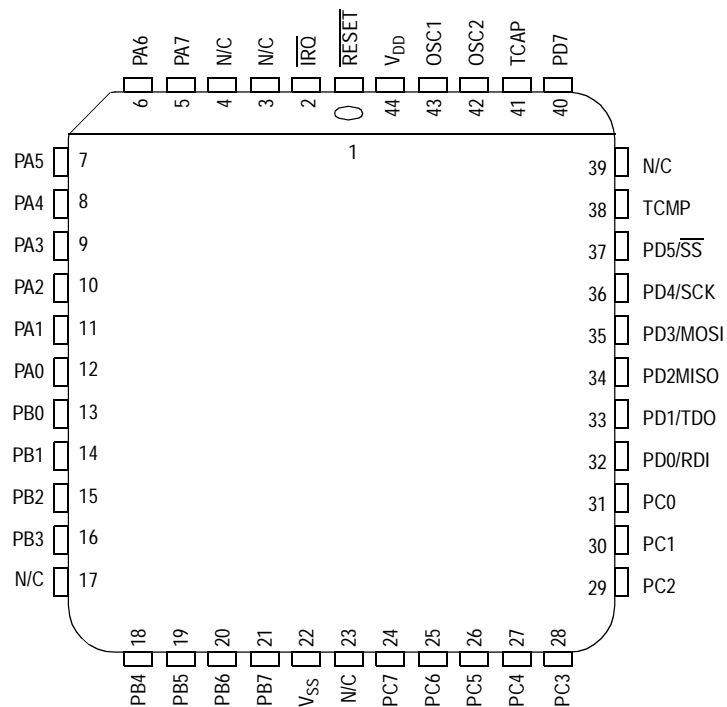 PA6
PA7
N/C
N/C
I̅R̅Q̅
R̅E̅S̅E̅T̅
VDD
OSC1
OSC2
TCAP
PD7
6
5
4
3
2
1
44
43
42
41
40
PA5 7
PA4 8
PA3 9
PA2 10
PA1 11
PA0 12
PB0 13
PB1 14
PB2 15
PB3 16
N/C 17
39 N/C
38 TCMP
37 PD5/S̅S̅
36 PD4/SCK
35 PD3/MOSI
34 PD2MISO
33 PD1/TDO
32 PD0/RDI
31 PC0
30 PC1
29 PC2
18
19
20
21
22
23
24
25
26
27
28
PB4
PB5
PB6
PB7
VSS
N/C
PC7
PC6
PC5
PC4
PC3